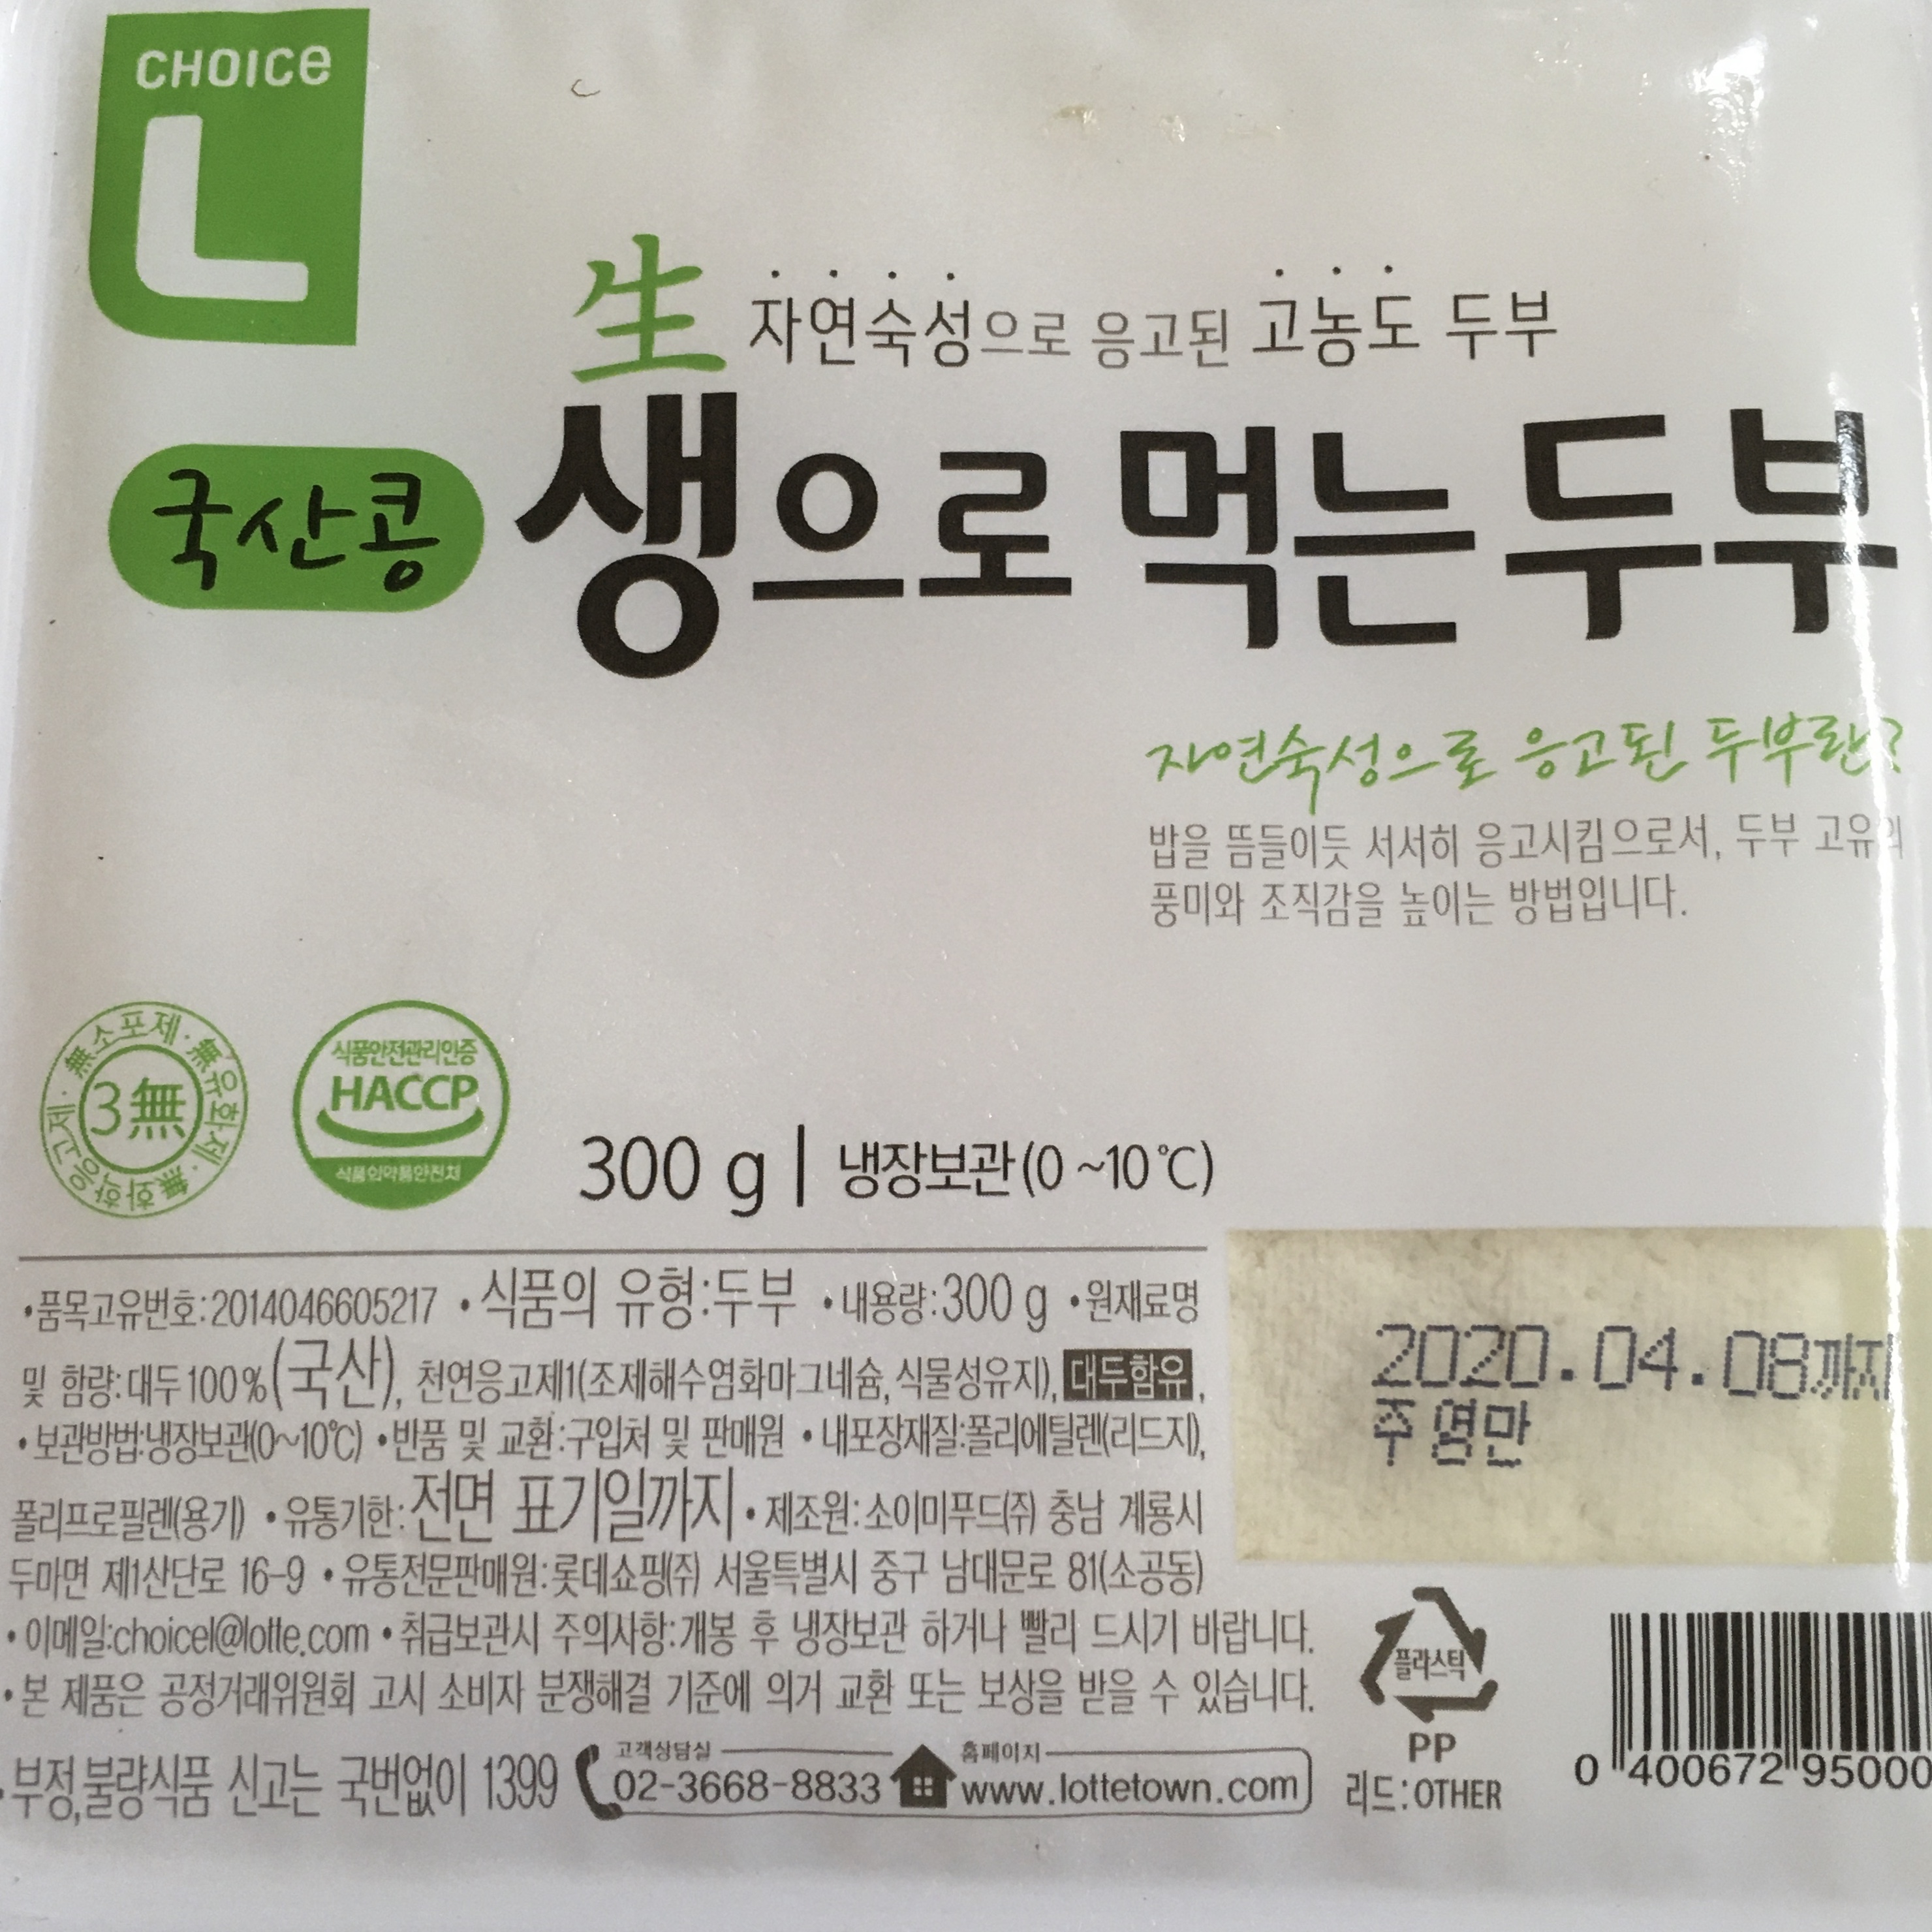 CHOICE
L
生 자연숙성으로 응고된 고농도 두부
국산콩 생으로 먹는 두부
자연숙성으로 응고된 두부란?
밥을 뜸들이듯 서서히 응고시킴으로서, 두부 고유의
풍미와 조직감을 높이는 방법입니다.
無소포제·無유화제·無화학응고제·
3無
식품안전관리인증
HACCP
식품의약품안전처
300 g | 냉장보관(0 ~10℃)
•품목고유번호:2014046605217 •식품의 유형:두부 •내용량:300 g •원재료명
및 함량:대두100%(국산), 천연응고제1(조제해수염화마그네슘, 식물성유지), 대두함유,
•보관방법:냉장보관(0~10℃) •반품 및 교환:구입처 및 판매원 •내포장재질:폴리에틸렌(리드지),
폴리프로필렌(용기) •유통기한:전면 표기일까지 •제조원:소이미푸드(주) 충남 계룡시
두마면 제1산단로 16-9 •유통전문판매원:롯데쇼핑(주) 서울특별시 중구 남대문로 81(소공동)
•이메일:choicel@lotte.com •취급보관시 주의사항:개봉 후 냉장보관 하거나 빨리 드시기 바랍니다.
•본 제품은 공정거래위원회 고시 소비자 분쟁해결 기준에 의거 교환 또는 보상을 받을 수 있습니다.
•부정,불량식품 신고는 국번없이 1399
고객상담실
02-3668-8833
홈페이지
www.lottetown.com
2020.04.08까지
주영만
플라스틱
PP
리드:OTHER
0 400672 95000